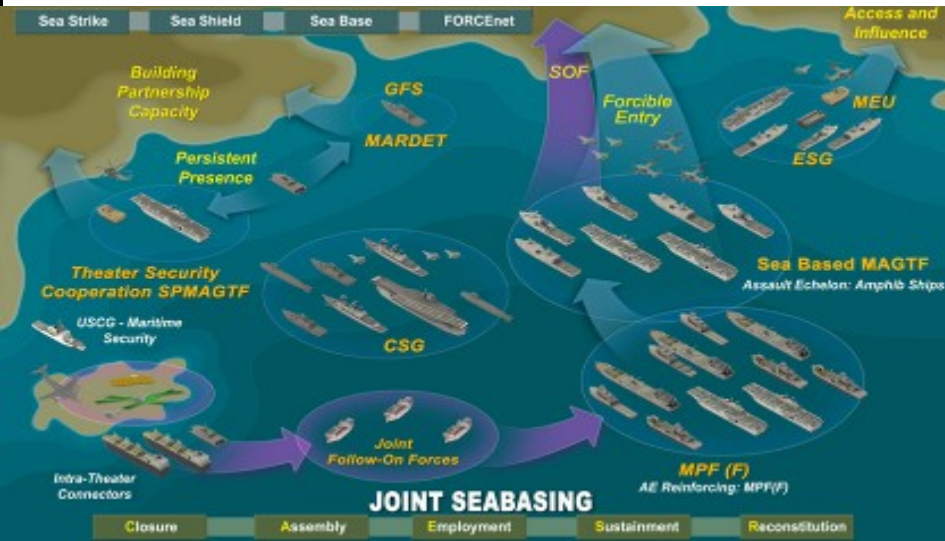 Sea Strike
Sea Shield
Sea Base
FORCEnet
Access and
Influence
Building
Partnership
Capacity
GFS
MARDET
SOF
Forcible
Entry
MEU
ESG
Persistent
Presence
Theater Security
Cooperation SPMAGTF
Sea Based MAGTF
Assault Echelon: Amphib Ships
USCG - Maritime
Security
CSG
Joint
Follow-On Forces
Intra-Theater
Connectors
MPF (F)
AE Reinforcing: MPF(F)
JOINT SEABASING
Closure
Assembly
Employment
Sustainment
Reconstitution